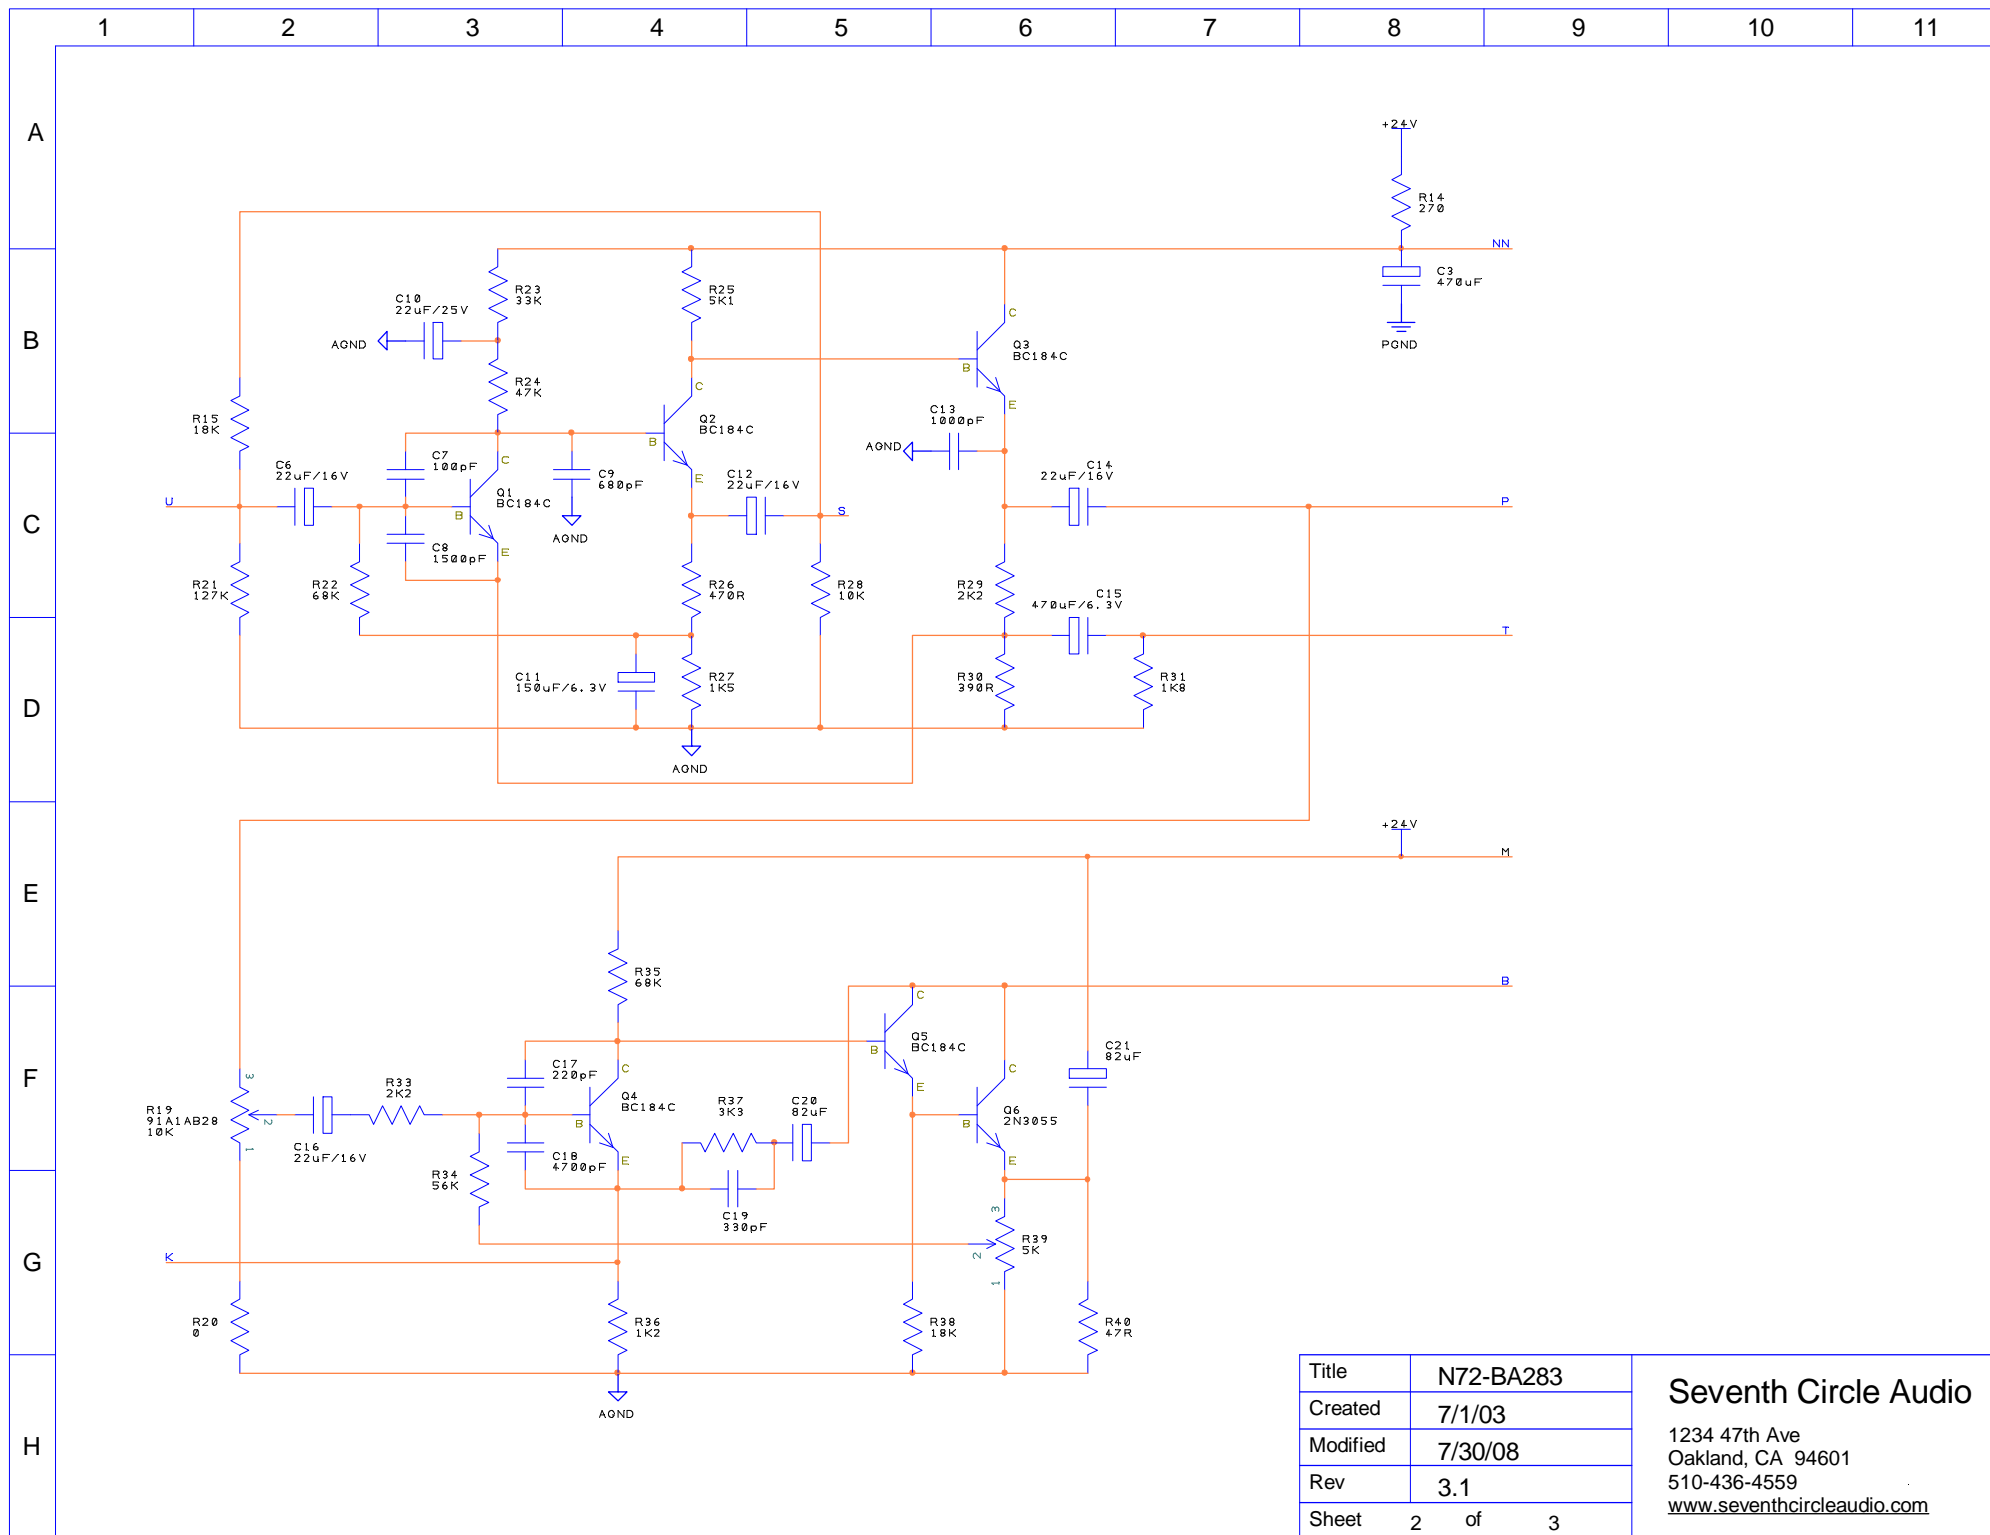 1 2 3 4 5 6 7 8 9 10 11
A
+24V
R14
270
NN
B
C10
22uF/25V
R23
33K
R25
5K1
C3
470uF
AGND
C
Q3
BC184C
B
PGND
R24
47K
C
E
R15
18K
Q2
BC184C
B
C13
1000pF
AGND
C
C7
100pF
C
C9
680pF
E
C6
22uF/16V
C12
22uF/16V
C14
22uF/16V
U
Q1
BC184C
B
S
P
AGND
C8
1500pF
E
R21
127K
R22
68K
R26
470R
R28
10K
R29
2K2
C15
470uF/6.3V
T
D
C11
150uF/6.3V
R27
1K5
R30
390R
R31
1K8
AGND
+24V
M
E
R35
68K
B
C
Q5
BC184C
B
C21
82uF
F
C17
220pF
C
E
C
3
R33
2K2
Q4
BC184C
B
R37
3K3
C20
82uF
R19
91A1AB28
10K
2
1
Q6
2N3055
B
C16
22uF/16V
C18
4700pF
E
E
R34
56K
C19
330pF
3
R39
5K
2
1
G
K
R20
0
R36
1K2
R38
18K
R40
47R
AGND
H
Title N72-BA283
Created 7/1/03
Modified 7/30/08
Rev 3.1
Sheet 2 of 3
Seventh Circle Audio
1234 47th Ave
Oakland, CA 94601
510-436-4559
www.seventhcircleaudio.com